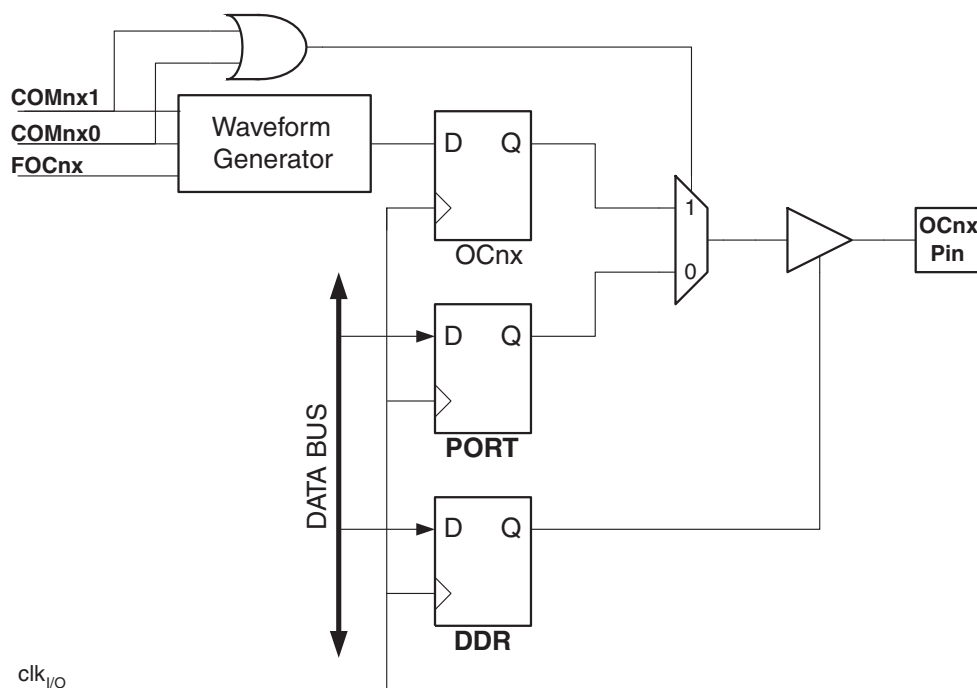 COMnx1
COMnx0
FOCnx
Waveform
Generator
D Q
OCnx
1
0
OCnx
Pin
D Q
PORT
DATA BUS
D Q
DDR
clkI/O